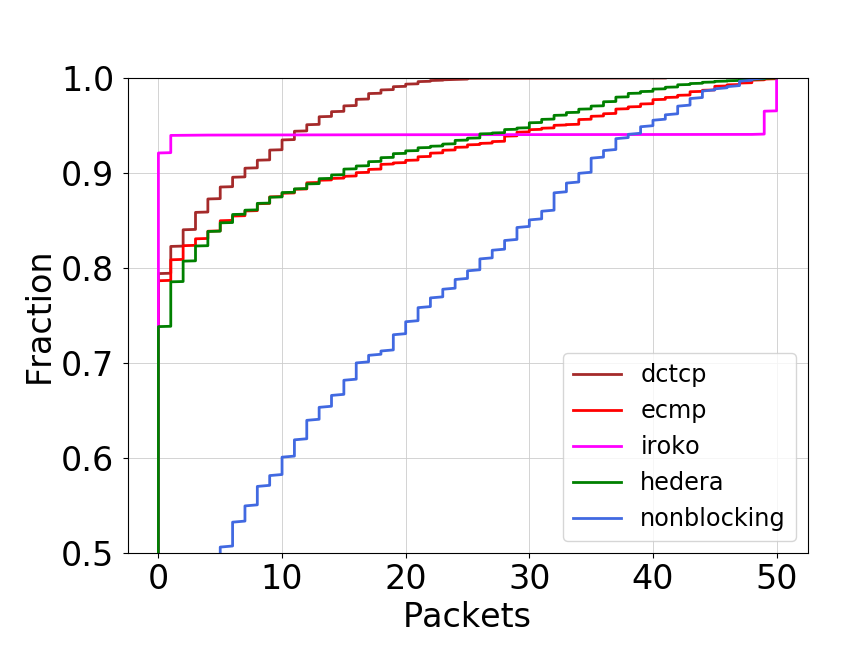 1.0
0.9
0.8
0.7
0.6
0.5
Fraction
0 10 20 30 40 50
Packets
dctcp
ecmp
iroko
hedera
nonblocking